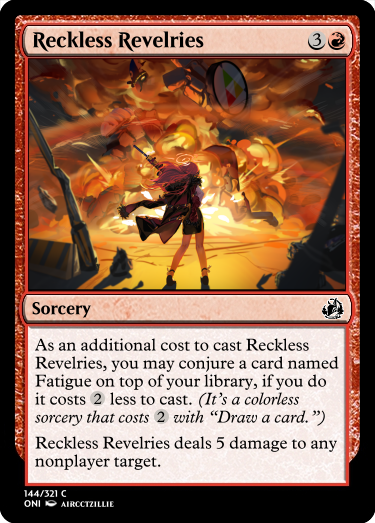 Reckless Revelries 3
Sorcery
As an additional cost to cast Reckless
Revelries, you may conjure a card named
Fatigue on top of your library, if you do
it costs 2 less to cast. (It's a colorless
sorcery that costs 2 with “Draw a card.”)
Reckless Revelries deals 5 damage to any
nonplayer target.
144/321 C
ONI AIRCCTZILLIE